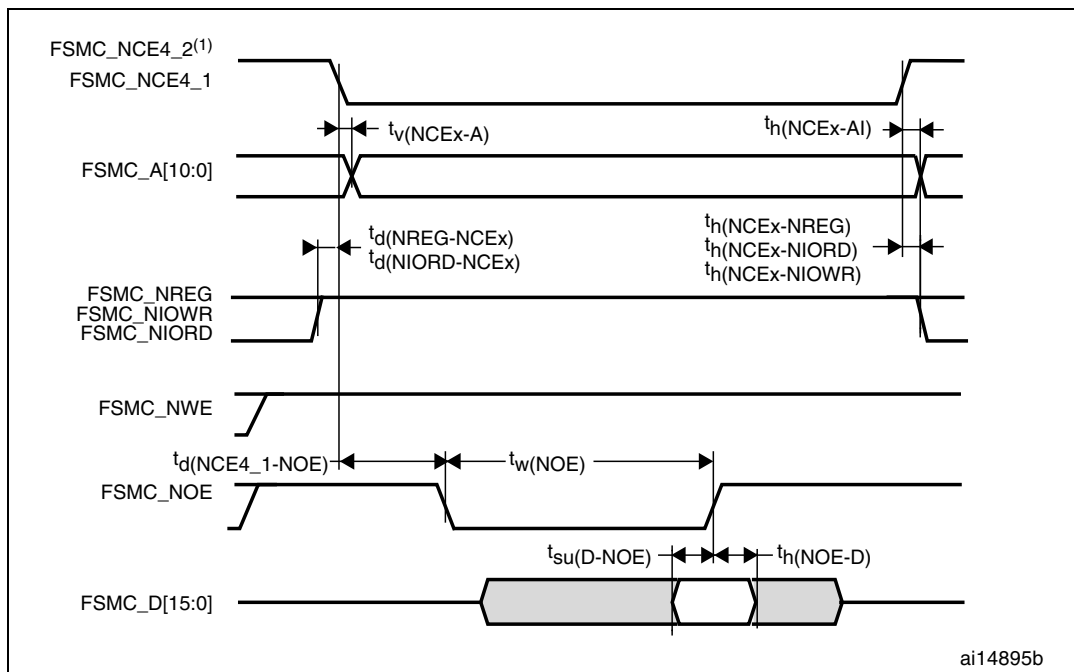 FSMC_NCE4_2(1)
FSMC_NCE4_1
tv(NCEx-A)
th(NCEx-AI)
FSMC_A[10:0]
td(NREG-NCEx)
td(NIORD-NCEx)
th(NCEx-NREG)
th(NCEx-NIORD)
th(NCEx-NIOWR)
FSMC_NREG
FSMC_NIOWR
FSMC_NIORD
FSMC_NWE
td(NCE4_1-NOE)
tw(NOE)
FSMC_NOE
tsu(D-NOE)
th(NOE-D)
FSMC_D[15:0]
ai14895b